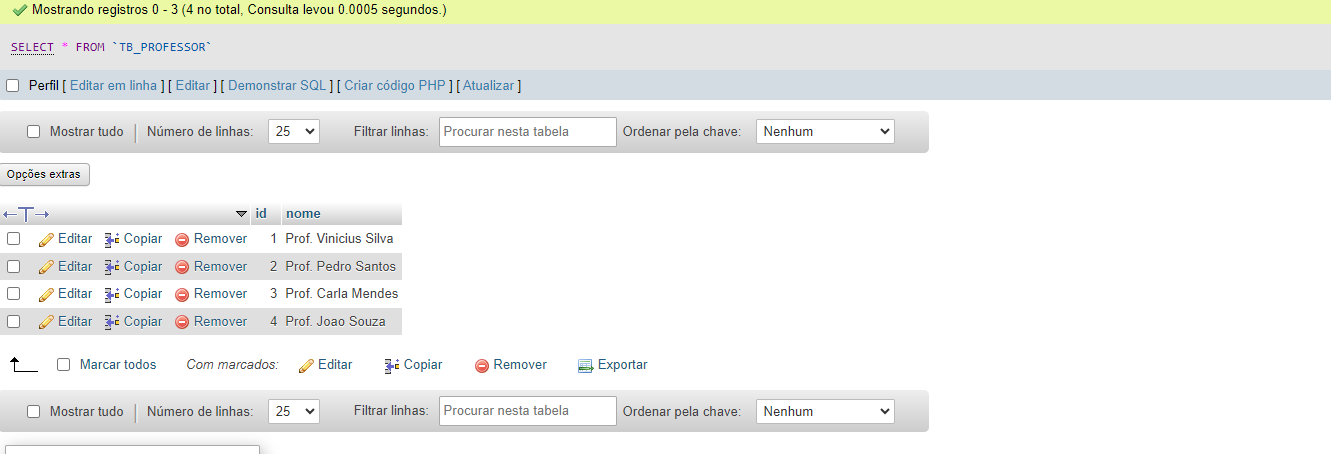 Mostrando registros 0 - 3 (4 no total, Consulta levou 0.0005 segundos.)
SELECT * FROM `TB_PROFESSOR`
Perfil [ Editar em linha ] [ Editar ] [ Demonstrar SQL ] [ Criar código PHP ] [ Atualizar ]
Mostrar tudo Número de linhas: 25 Filtrar linhas: Procurar nesta tabela Ordenar pela chave: Nenhum
Opções extras
id nome
Editar Copiar Remover 1 Prof. Vinicius Silva
Editar Copiar Remover 2 Prof. Pedro Santos
Editar Copiar Remover 3 Prof. Carla Mendes
Editar Copiar Remover 4 Prof. Joao Souza
Marcar todos Com marcados: Editar Copiar Remover Exportar
Mostrar tudo Número de linhas: 25 Filtrar linhas: Procurar nesta tabela Ordenar pela chave: Nenhum